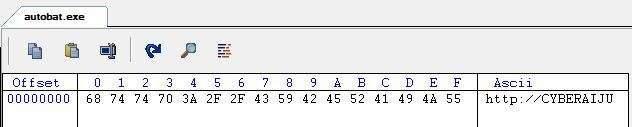 autobat.exe
Offset 0 1 2 3 4 5 6 7 8 9 A B C D E F Ascii
00000000 68 74 74 70 3A 2F 2F 43 59 42 45 52 41 49 4A 55 http://CYBERAIJU